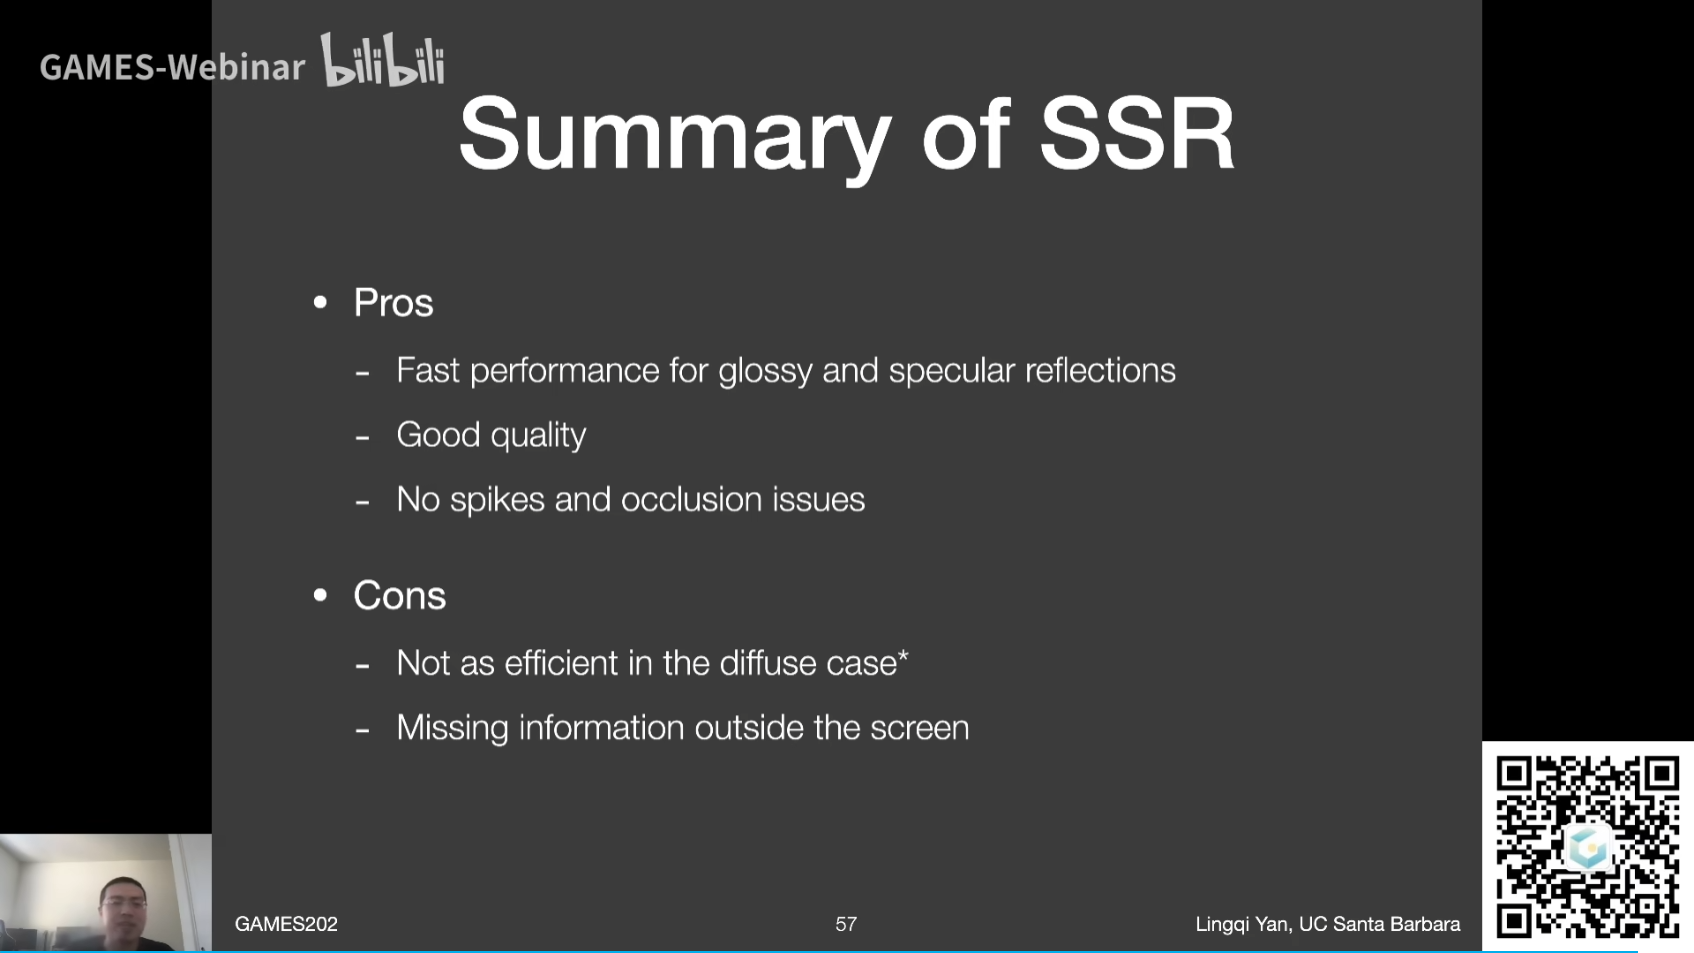 GAMES-Webinar bilibili
Summary of SSR
• Pros
- Fast performance for glossy and specular reflections
- Good quality
- No spikes and occlusion issues
• Cons
- Not as efficient in the diffuse case*
- Missing information outside the screen
GAMES202
57
Lingqi Yan, UC Santa Barbara